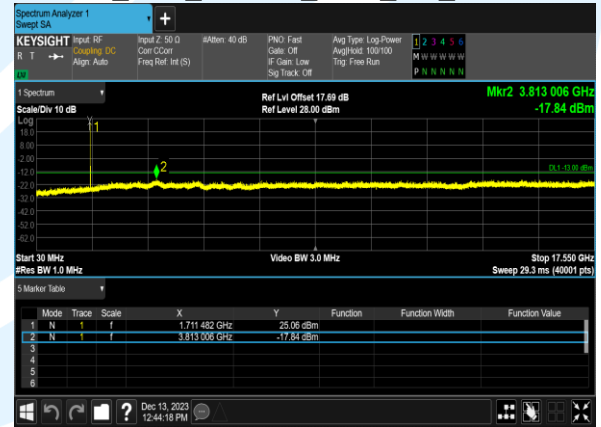 Spectrum Analyzer 1
Swept SA
+
KEYSIGHT Input: RF Input Z: 50 Ω #Atten: 40 dB PNO: Fast Avg Type: Log-Power 1 2 3 4 5 6
R T Coupling: DC Corr CCorr Gate: Off Avg|Hold: 100/100 M W W W W W
Align: Auto Freq Ref: Int (S) IF Gain: Low Trig: Free Run P N N N N N
Sig Track: Off
1 Spectrum Ref Lvl Offset 17.69 dB Mkr2 3.813 006 GHz
Scale/Div 10 dB Ref Level 28.00 dBm -17.84 dBm
Log
18.0
8.00
-2.00
-12.0
-22.0
-32.0
-42.0
-52.0
-62.0
1
2
DL1 -13.00 dBm
Start 30 MHz Video BW 3.0 MHz Stop 17.550 GHz
#Res BW 1.0 MHz Sweep 29.3 ms (40001 pts)
5 Marker Table
Mode Trace Scale X Y Function Function Width Function Value
1 N 1 f 1.711 482 GHz 25.06 dBm
2 N 1 f 3.813 006 GHz -17.84 dBm
3
4
5
6
? Dec 13, 2023
12:44:18 PM